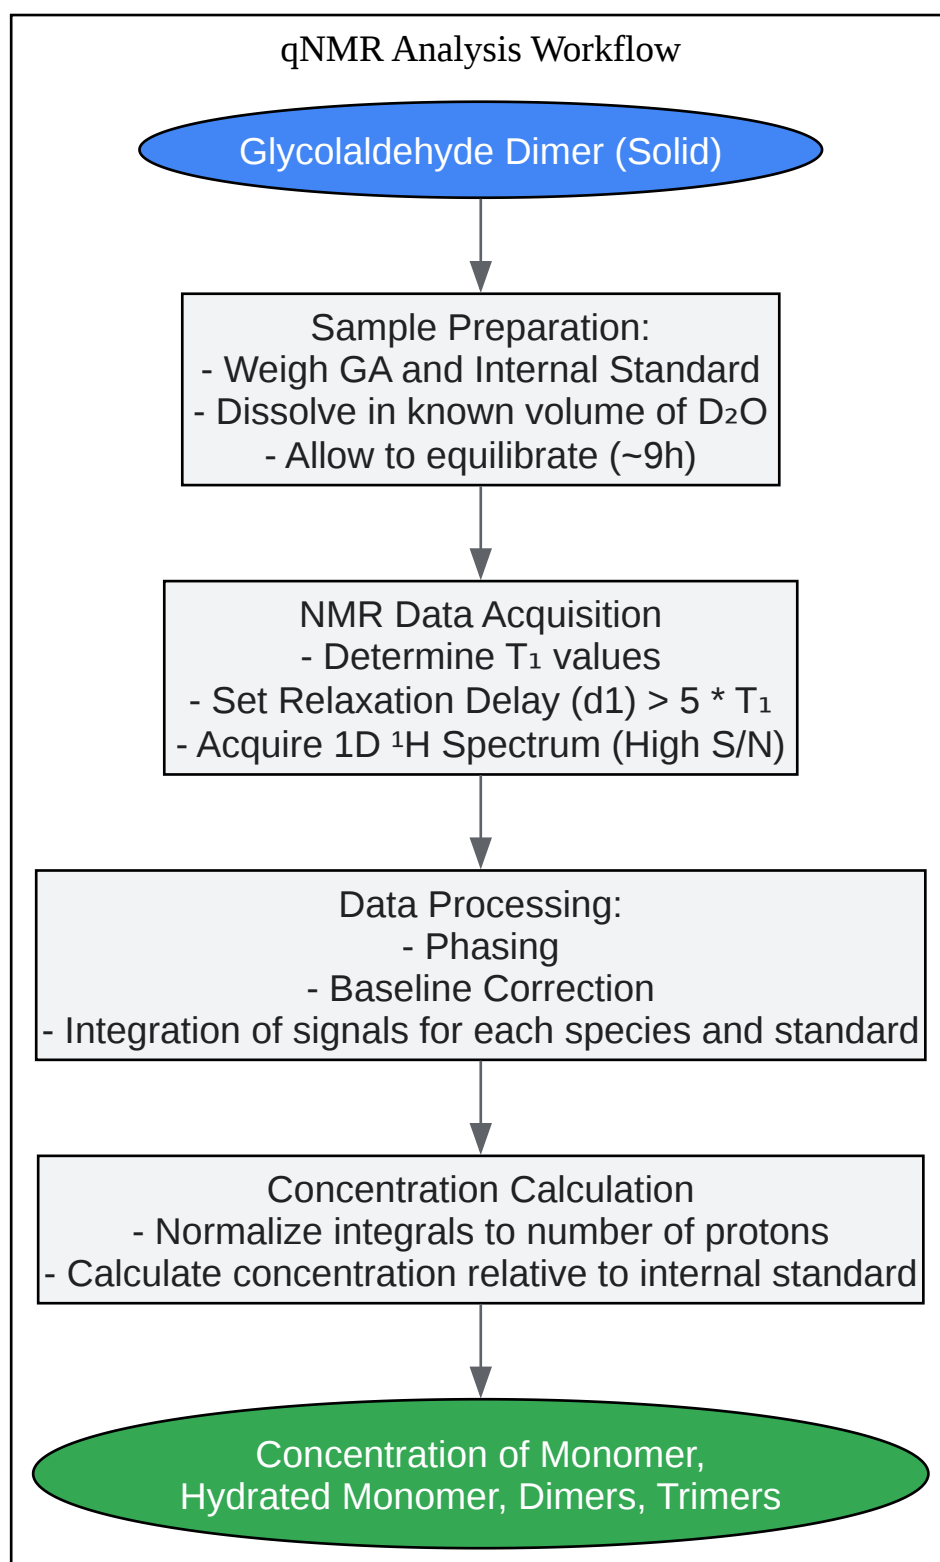 qNMR Analysis Workflow
Glycolaldehyde Dimer (Solid)
Sample Preparation:
- Weigh GA and Internal Standard
- Dissolve in known volume of D₂O
- Allow to equilibrate (~9h)
NMR Data Acquisition
- Determine T₁ values
- Set Relaxation Delay (d1) > 5 * T₁
- Acquire 1D ¹H Spectrum (High S/N)
Data Processing:
- Phasing
- Baseline Correction
- Integration of signals for each species and standard
Concentration Calculation
- Normalize integrals to number of protons
- Calculate concentration relative to internal standard
Concentration of Monomer,
Hydrated Monomer, Dimers, Trimers